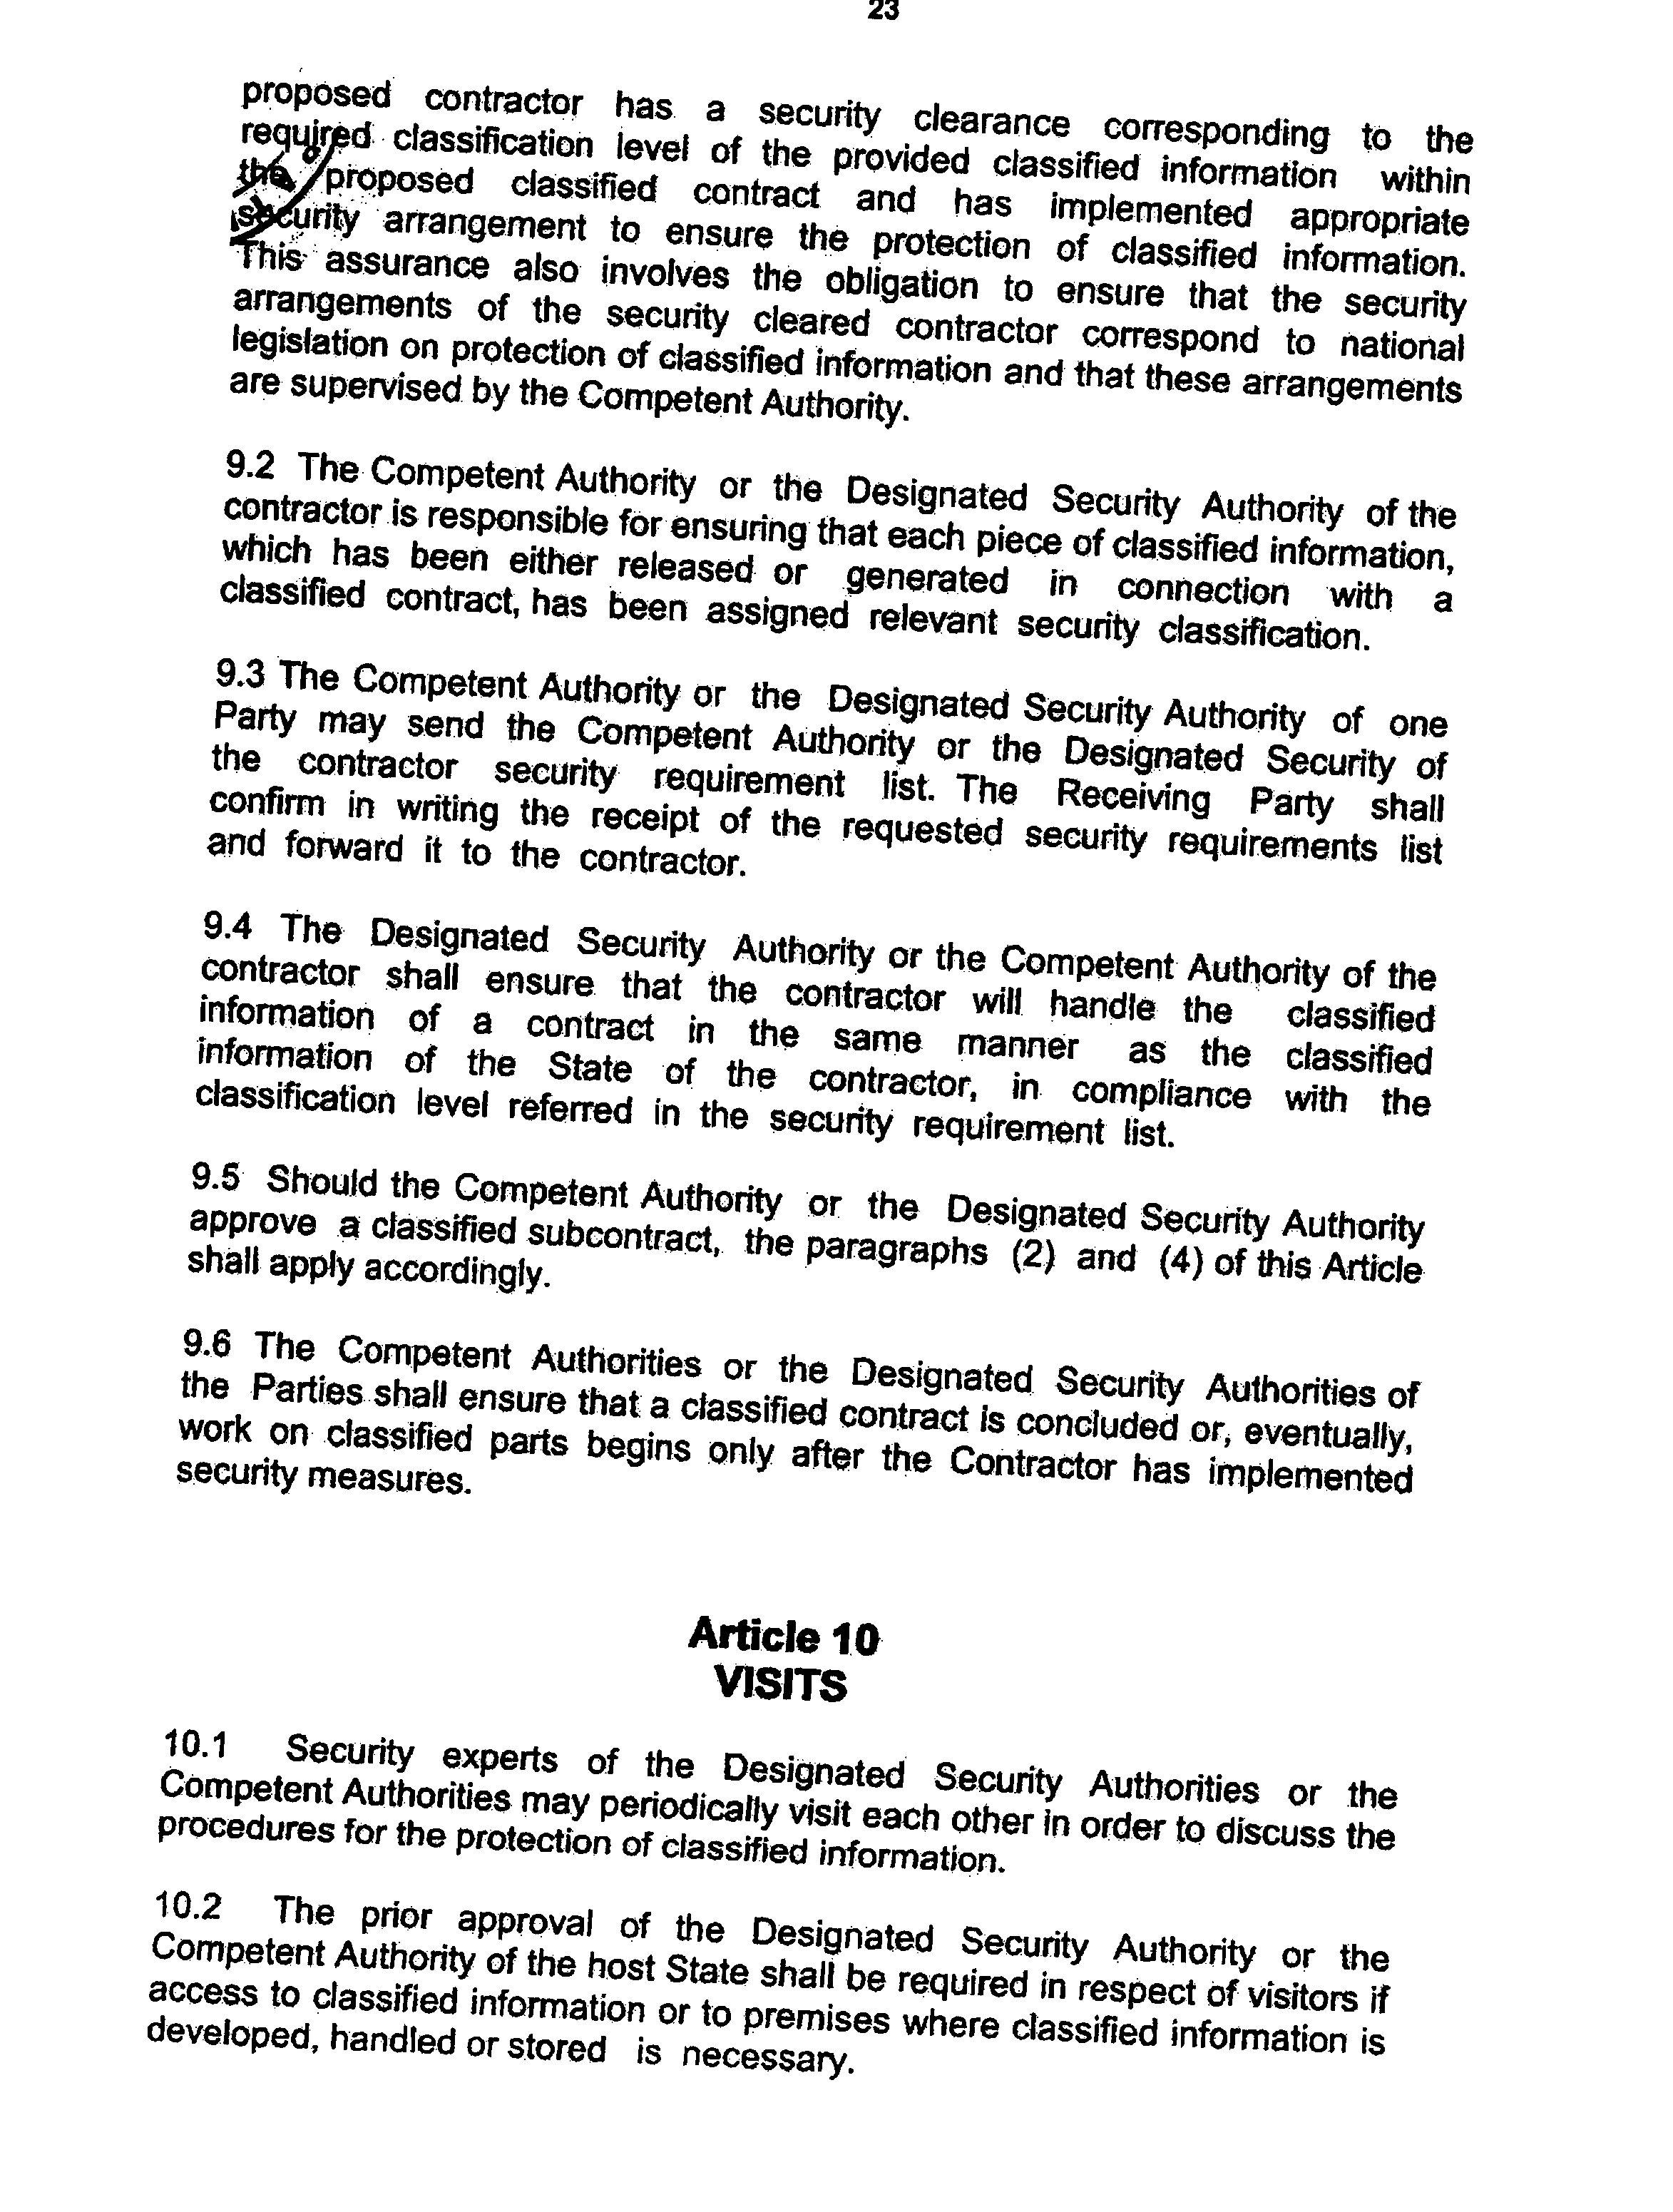 23
proposed contractor has a security clearance corresponding to the
required classification level of the provided classified information within
the proposed classified contract and has implemented appropriate
security arrangement to ensure the protection of classified information.
This assurance also involves the obligation to ensure that the security
arrangements of the security cleared contractor correspond to national
legislation on protection of classified information and that these arrangements
are supervised by the Competent Authority.
9.2 The Competent Authority or the Designated Security Authority of the
contractor is responsible for ensuring that each piece of classified information,
which has been either released or generated in connection with a
classified contract, has been assigned relevant security classification.
9.3 The Competent Authority or the Designated Security Authority of one
Party may send the Competent Authority or the Designated Security of
the contractor security requirement list. The Receiving Party shall
confirm in writing the receipt of the requested security requirements list
and forward it to the contractor.
9.4 The Designated Security Authority or the Competent Authority of the
contractor shall ensure that the contractor will handle the classified
information of a contract in the same manner as the classified
information of the State of the contractor, in compliance with the
classification level referred in the security requirement list.
9.5 Should the Competent Authority or the Designated Security Authority
approve a classified subcontract, the paragraphs (2) and (4) of this Article
shall apply accordingly.
9.6 The Competent Authorities or the Designated Security Authorities of
the Parties shall ensure that a classified contract is concluded or, eventually,
work on classified parts begins only after the Contractor has implemented
security measures.
Article 10
VISITS
10.1 Security experts of the Designated Security Authorities or the
Competent Authorities may periodically visit each other in order to discuss the
procedures for the protection of classified information.
10.2 The prior approval of the Designated Security Authority or the
Competent Authority of the host State shall be required in respect of visitors if
access to classified information or to premises where classified information is
developed, handled or stored is necessary.